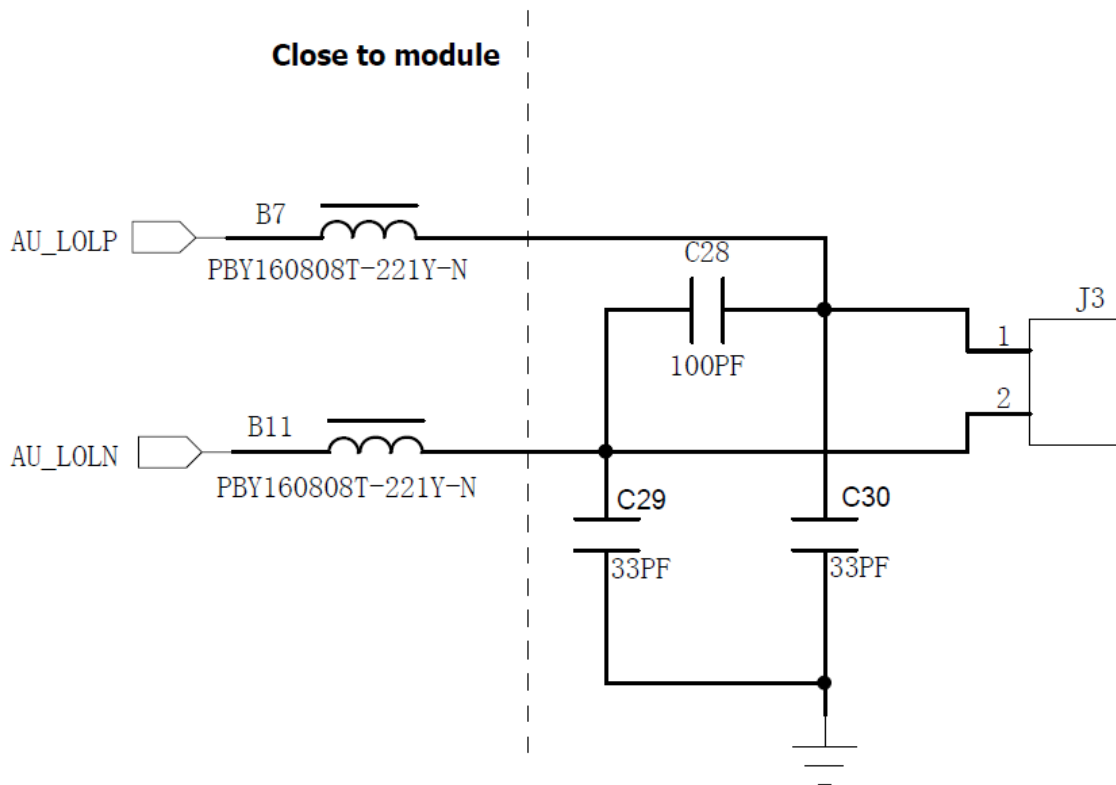 Close to module
B7
AU_LOLP
PBY160808T-221Y-N
C28
100PF
J3
1
2
B11
AU_LOLN
PBY160808T-221Y-N
C29
33PF
C30
33PF